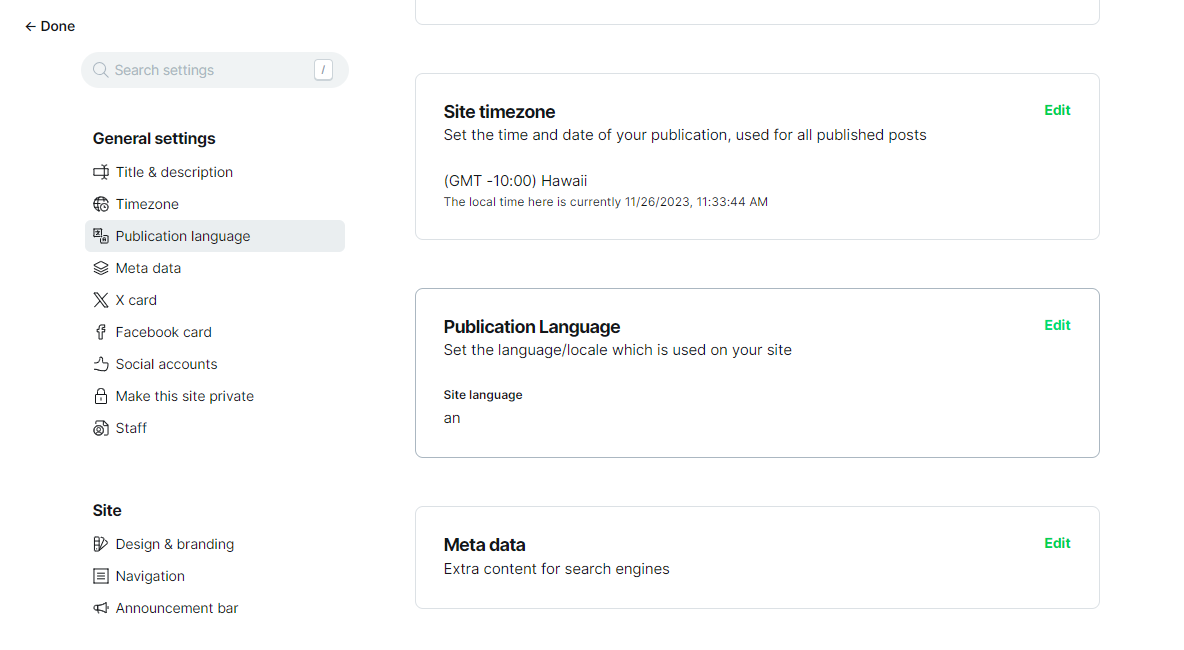 ← Done
Search settings /
General settings
Title & description
Timezone
Publication language
Meta data
X card
Facebook card
Social accounts
Make this site private
Staff
Site
Design & branding
Navigation
Announcement bar
Site timezone Edit
Set the time and date of your publication, used for all published posts
(GMT -10:00) Hawaii
The local time here is currently 11/26/2023, 11:33:44 AM
Publication Language Edit
Set the language/locale which is used on your site
Site language
an
Meta data Edit
Extra content for search engines